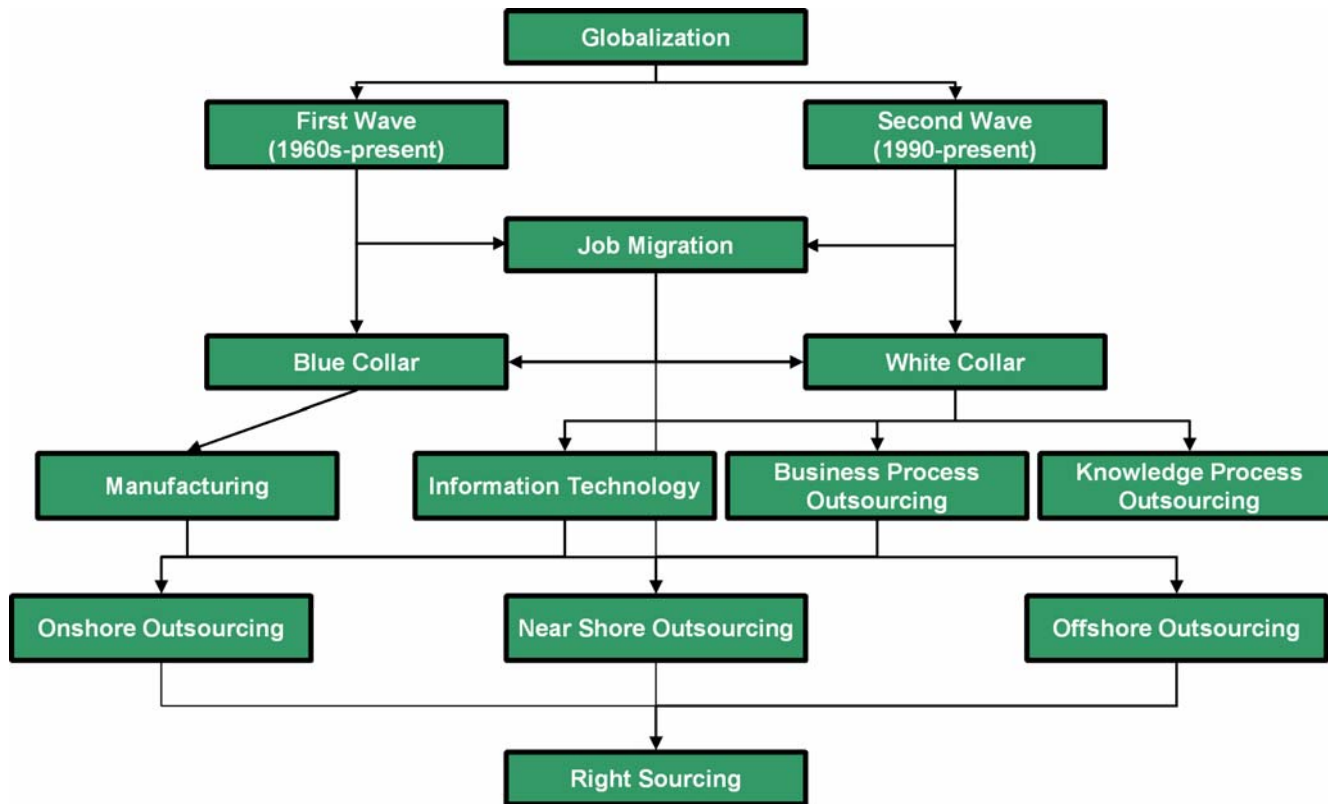 Globalization
First Wave
(1960s-present)
Second Wave
(1990-present)
Job Migration
Blue Collar
White Collar
Manufacturing
Information Technology
Business Process
Outsourcing
Knowledge Process
Outsourcing
Onshore Outsourcing
Near Shore Outsourcing
Offshore Outsourcing
Right Sourcing